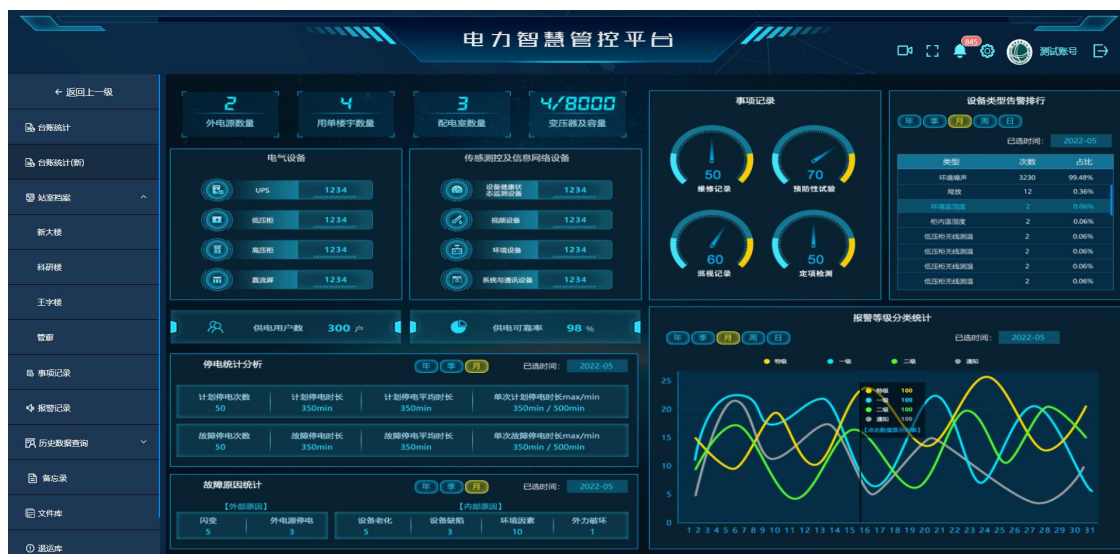 电力智慧管控平台
845
测试账号
← 返回上一级
台账统计
台账统计(新)
站室档案
新大楼
科研楼
王字楼
管廊
事项记录
报警记录
历史数据查询
备忘录
文件库
退运库
2 4 3 4/8000
外电源数量 用单楼宇数量 配电室数量 变压器及容量
电气设备
UPS 1234
低压柜 1234
高压柜 1234
直流屏 1234
传感测控及信息网络设备
设备健康状
态监测设备 1234
视频设备 1234
环境设备 1234
系统与通讯设备 1234
供电用户数 300 户
供电可靠率 98 %
停电统计分析 年 季 月 已选时间: 2022-05
计划停电次数 计划停电时长 计划停电平均时长 单次计划停电时长max/min
50 350min 350min 350min / 500min
故障停电次数 故障停电时长 故障停电平均时长 单次故障停电时长max/min
50 350min 350min 350min / 500min
故障原因统计 年 季 月 已选时间: 2022-05
【外部原因】 【内部原因】
闪变 外电源停电 设备老化 设备缺陷 环境因素 外力破坏
5 3 5 3 10 1
事项记录
50 70
维修记录 预防性试验
60 50
巡视记录 定项检测
设备类型告警排行
年 季 月 周 日
已选时间: 2022-05
类型 次数 占比
环境噪声 3230 99.48%
局放 12 0.36%
环境温湿度 2 0.06%
柜内温湿度 2 0.06%
低压柜无线测温 2 0.06%
低压柜无线测温 2 0.06%
低压柜无线测温 2 0.06%
报警等级分类统计
年 季 月 周 日 已选时间: 2022-05
特级 一级 二级 通知
25
20
15
10
5
0
特级 100
一级 100
二级 100
通知 100
1 2 3 4 5 6 7 8 9 10 11 12 13 14 15 16 17 18 19 20 21 22 23 24 25 26 27 28 29 30 31